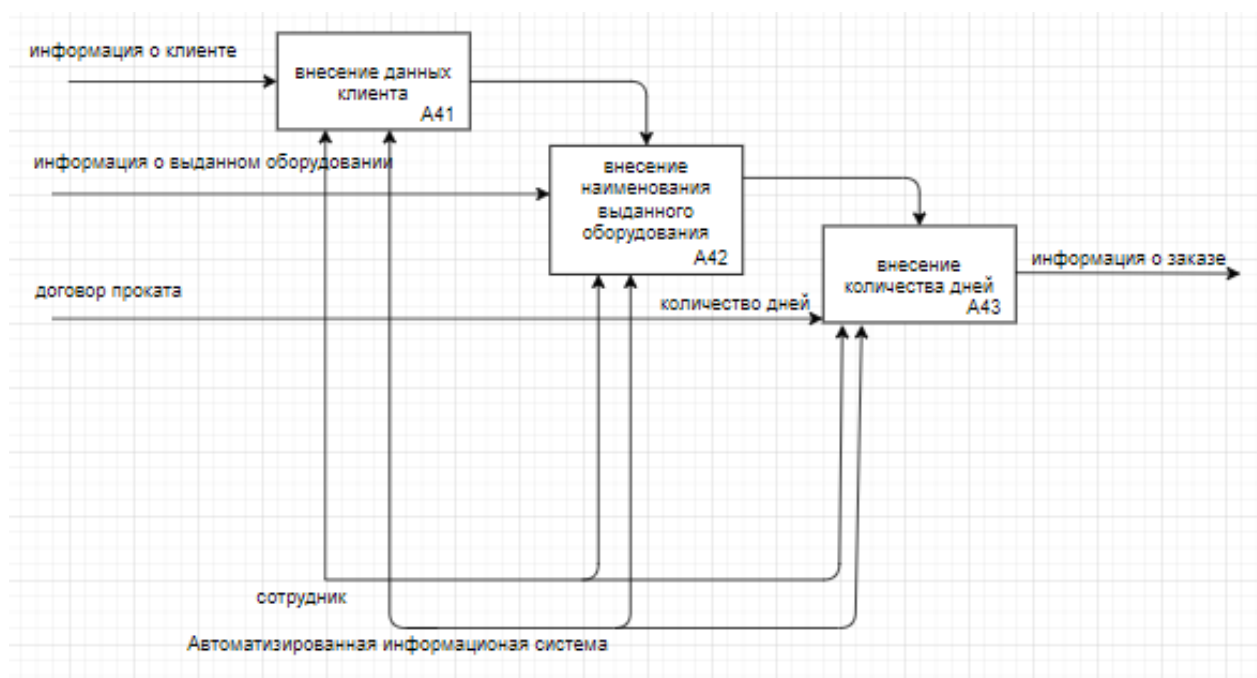 информация о клиенте
внесение данных
клиента
A41
информация о выданном оборудовании
внесение
наименования
выданного
оборудования
A42
договор проката
количество дней
внесение
количества дней
A43
информация о заказе
сотрудник
Автоматизированная информационая система